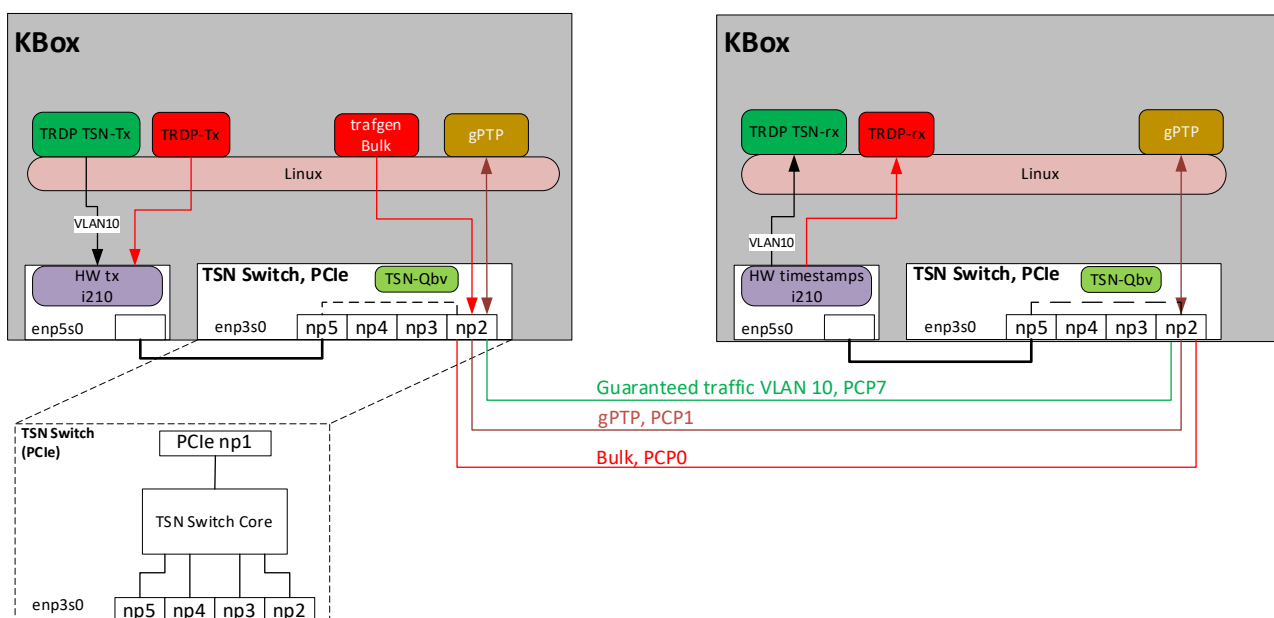 KBox
TRDP TSN-Tx
TRDP-Tx
trafgen
Bulk
gPTP
Linux
VLAN10
HW tx
i210
enp5s0
TSN Switch, PCIe
TSN-Qbv
enp3s0
np5
np4
np3
np2
KBox
TRDP TSN-rx
TRDP-rx
gPTP
Linux
VLAN10
HW timestamps
i210
enp5s0
TSN Switch, PCIe
TSN-Qbv
enp3s0
np5
np4
np3
np2
Guaranteed traffic VLAN 10, PCP7
gPTP, PCP1
Bulk, PCP0
TSN Switch
(PCIe)
PCIe np1
TSN Switch Core
enp3s0
np5
np4
np3
np2